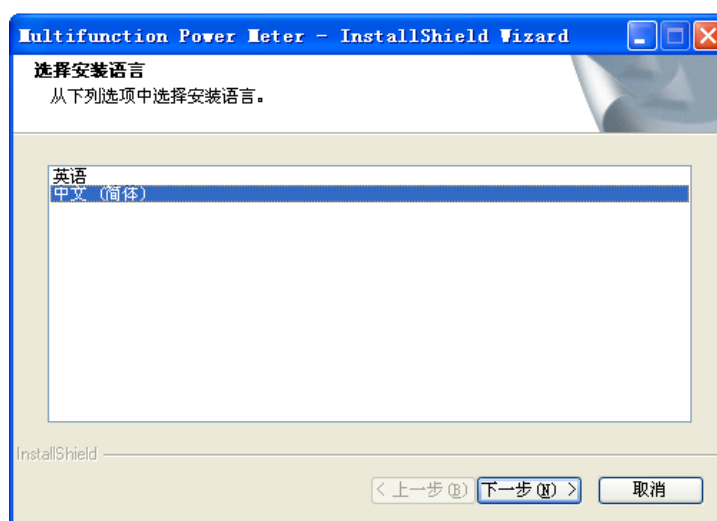 Multifunction Power Meter - InstallShield Wizard
选择安装语言
从下列选项中选择安装语言。
英语
中文 (简体)
InstallShield
< 上一步(B) 下一步(N) > 取消